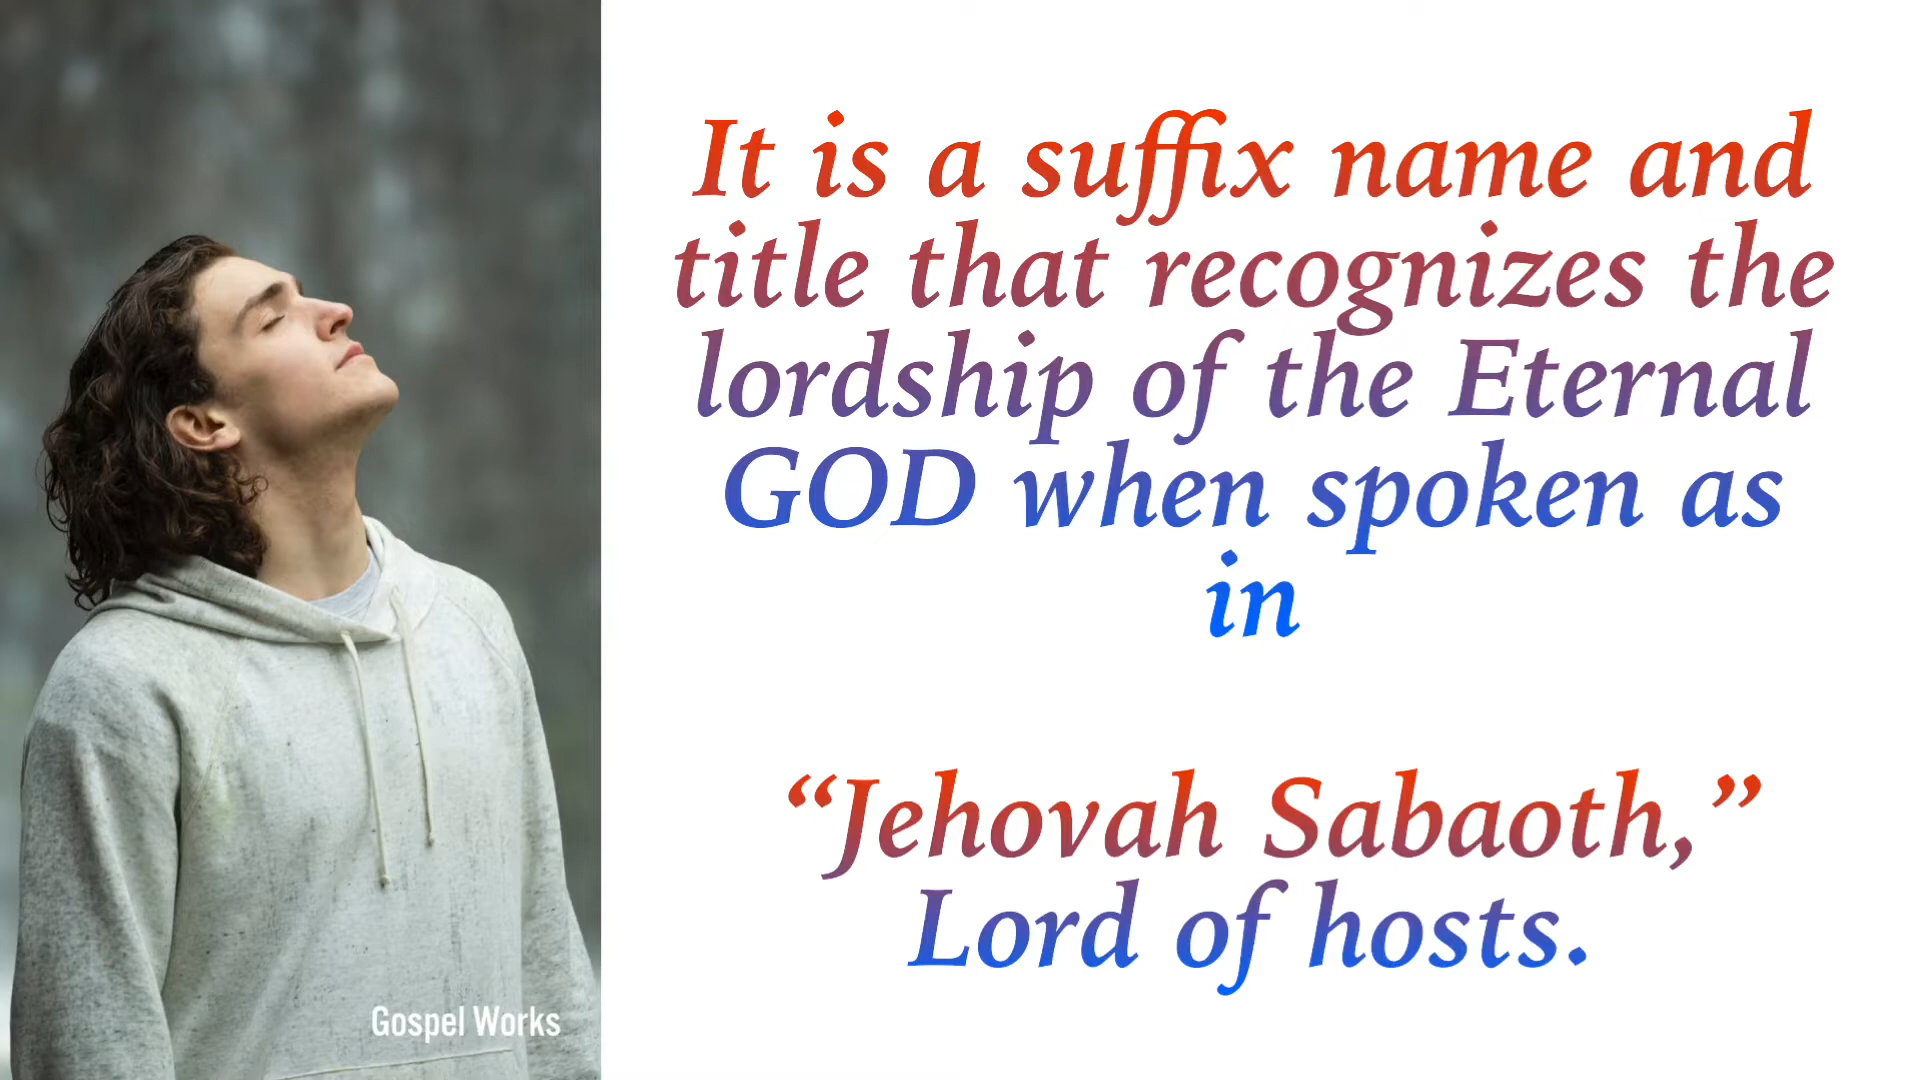 It is a suffix name and
title that recognizes the
lordship of the Eternal
GOD when spoken as
in
“Jehovah Sabaoth,”
Lord of hosts.
Gospel Works